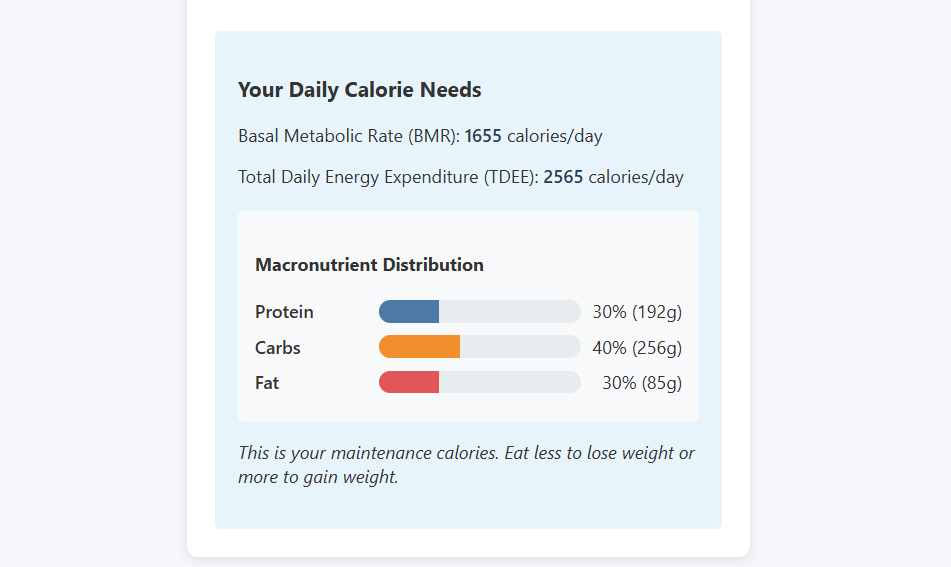 Your Daily Calorie Needs
Basal Metabolic Rate (BMR): 1655 calories/day
Total Daily Energy Expenditure (TDEE): 2565 calories/day
Macronutrient Distribution
Protein 30% (192g)
Carbs 40% (256g)
Fat 30% (85g)
This is your maintenance calories. Eat less to lose weight or
more to gain weight.